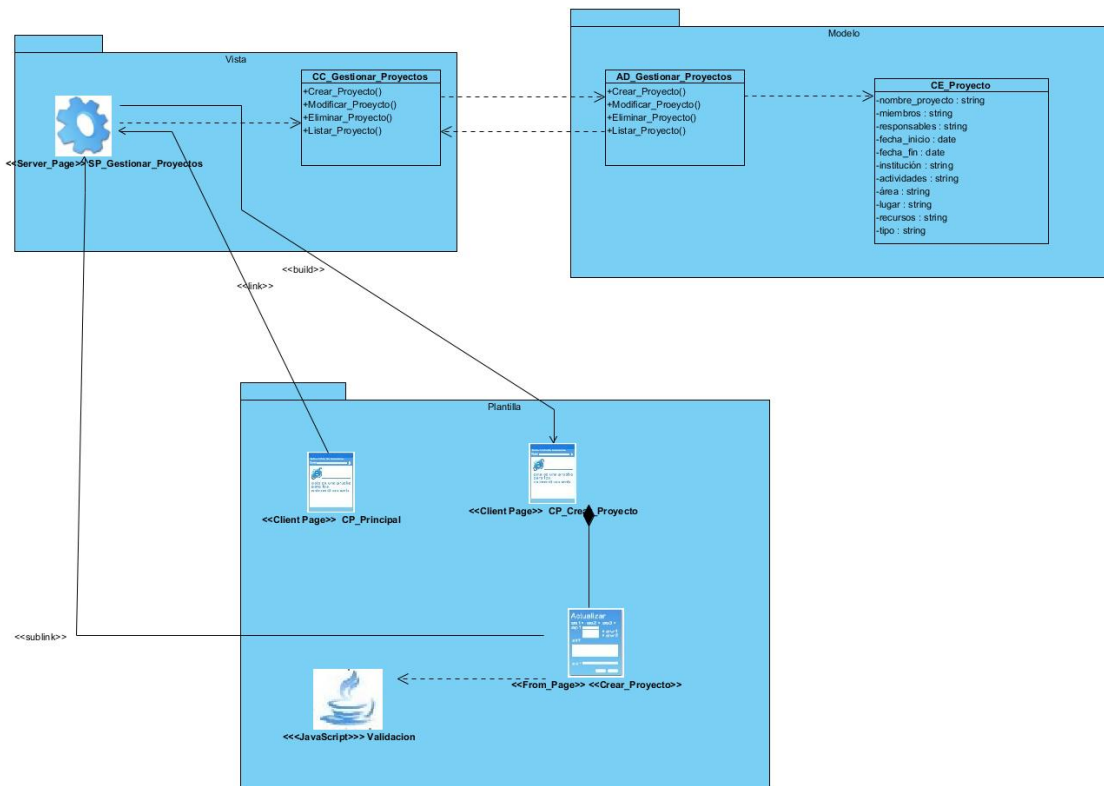 Vista
CC_Gestionar_Proyectos
+Crear_Proyecto()
+Modificar_Proeycto()
+Eliminar_Proyecto()
+Listar_Proyecto()
<<Server_Page>> SP_Gestionar_Proyectos
Modelo
AD_Gestionar_Proyectos
+Crear_Proyecto()
+Modificar_Proeycto()
+Eliminar_Proyecto()
+Listar_Proyecto()
CE_Proyecto
-nombre_proyecto : string
-miembros : string
-responsables : string
-fecha_inicio : date
-fecha_fin : date
-institución : string
-actividades : string
-área : string
-lugar : string
-recursos : string
-tipo : string
<<build>>
<<link>>
Plantilla
<<Client Page>> CP_Principal
<<Client Page>> CP_Crear_Proyecto
<<sublink>>
Actualizar
<<From_Page>> <<Crear_Proyecto>>
<<<JavaScript>>> Validacion